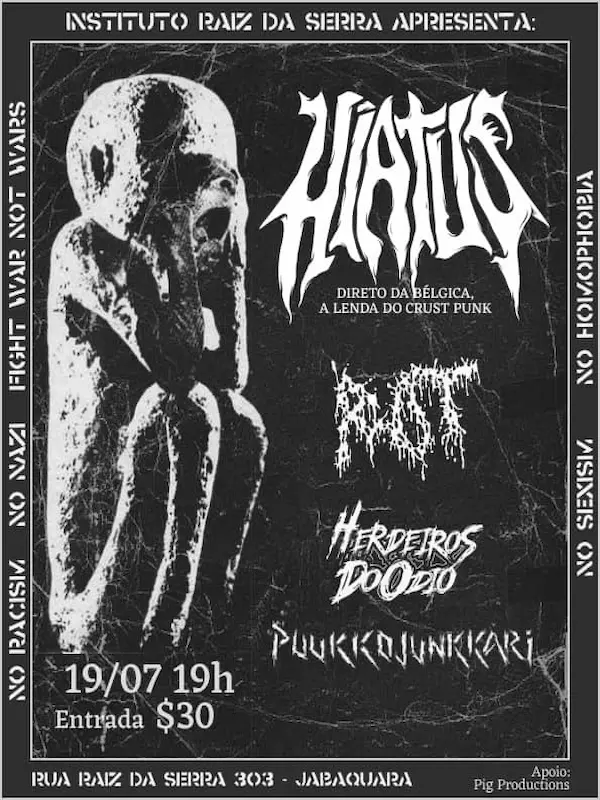 INSTITUTO RAIZ DA SERRA APRESENTA:
HIATUS
DIRETO DA BÉLGICA,
A LENDA DO CRUST PUNK
ROT
HERDEIROS
DO ODIO
PUUKKOJUNKKARI
19/07 19h
Entrada $30
NO RACISM NO NAZI FIGHT WAR NOT WARS
NO HOMOPHOBIA
NO SEXISM
RUA RAIZ DA SERRA 303 - JABAQUARA
Apoio:
Pig Productions